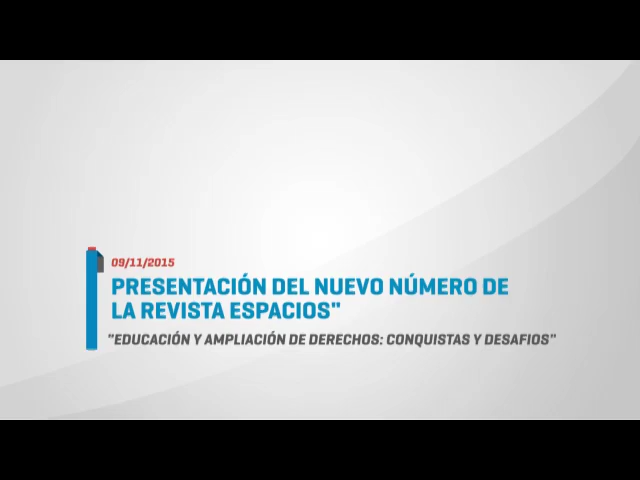 09/11/2015
PRESENTACIÓN DEL NUEVO NÚMERO DE
LA REVISTA ESPACIOS"
"EDUCACIÓN Y AMPLIACIÓN DE DERECHOS: CONQUISTAS Y DESAFIOS"